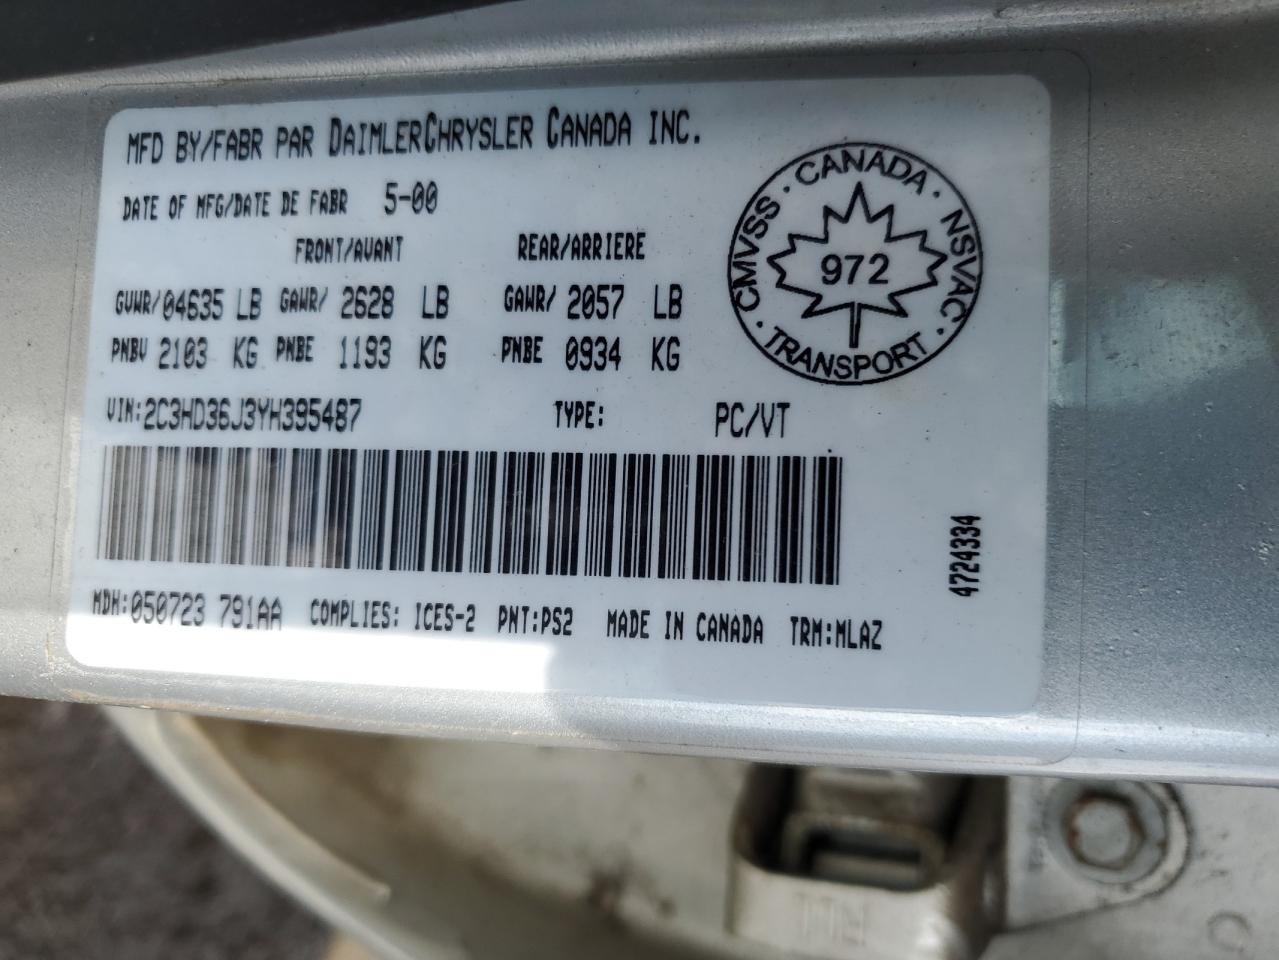 MFD BY/FABR PAR DAIMLERCHRYSLER CANADA INC.
DATE OF MFG/DATE DE FABR 5-00
FRONT/AVANT REAR/ARRIERE
GVWR/04635 LB GAWR/ 2628 LB GAWR/ 2057 LB
PNBV 2103 KG PNBE 1193 KG PNBE 0934 KG
VIN:2C3HD36J3YH395487 TYPE: PC/VT
MDH:050723 791AA COMPLIES: ICES-2 PNT:PS2 MADE IN CANADA TRM:MLAZ
4724334
· CANADA · NSVAC · TRANSPORT · CMVSS
972